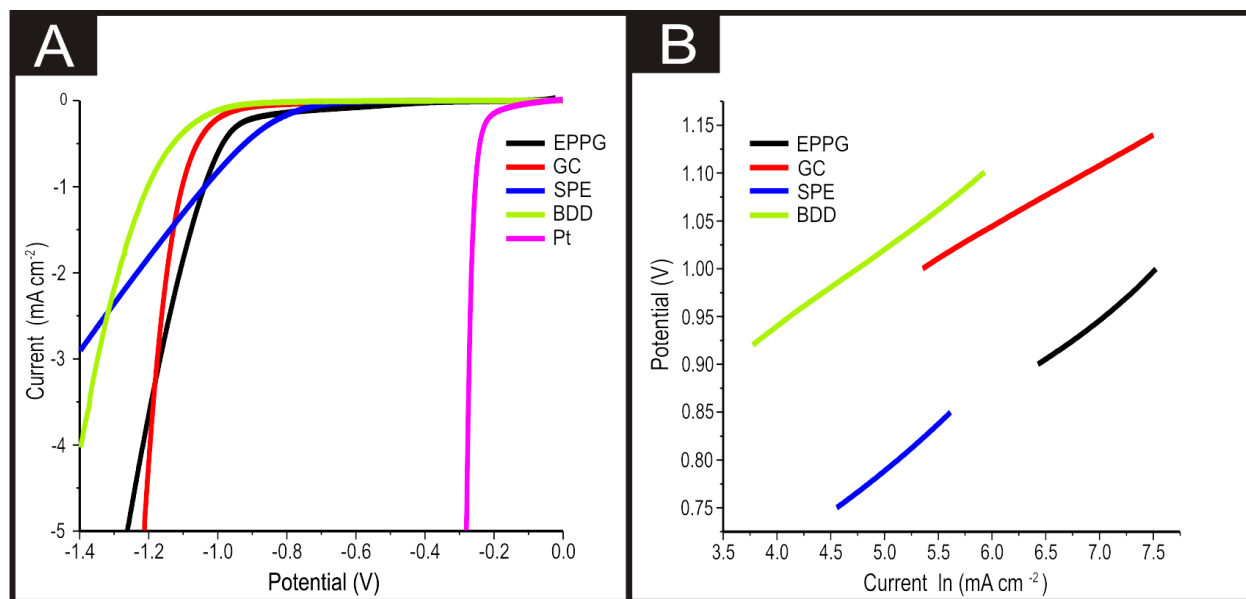 A
0
-1
-2
-3
-4
-5
Current (mA cm-2)
-1.4
-1.2
-1.0
-0.8
-0.6
-0.4
-0.2
0.0
Potential (V)
EPPG
GC
SPE
BDD
Pt
B
1.15
1.10
1.05
1.00
0.95
0.90
0.85
0.80
0.75
Potential (V)
3.5
4.0
4.5
5.0
5.5
6.0
6.5
7.0
7.5
Current ln (mA cm -2)
EPPG
GC
SPE
BDD